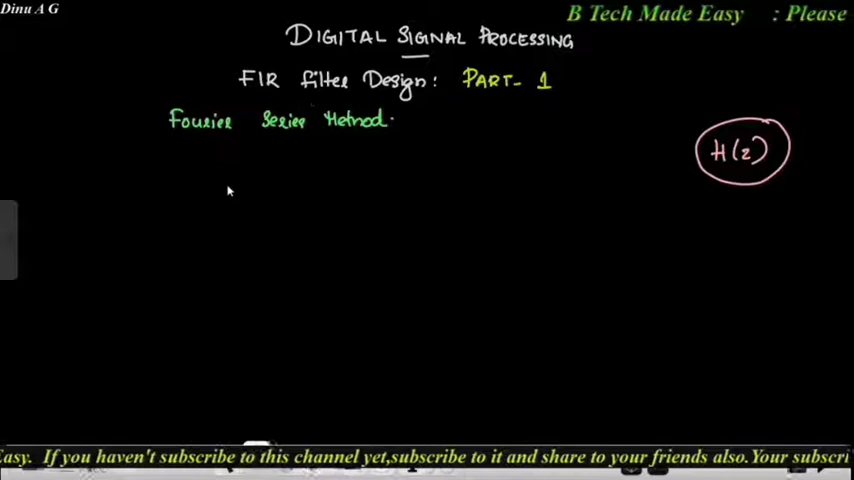 Dinu A G
B Tech Made Easy : Please
DIGITAL SIGNAL PROCESSING
FIR filter Design: PART- 1
Fourier Series Method.
H(z)
Easy. If you haven't subscribe to this channel yet,subscribe to it and share to your friends also.Your subscri